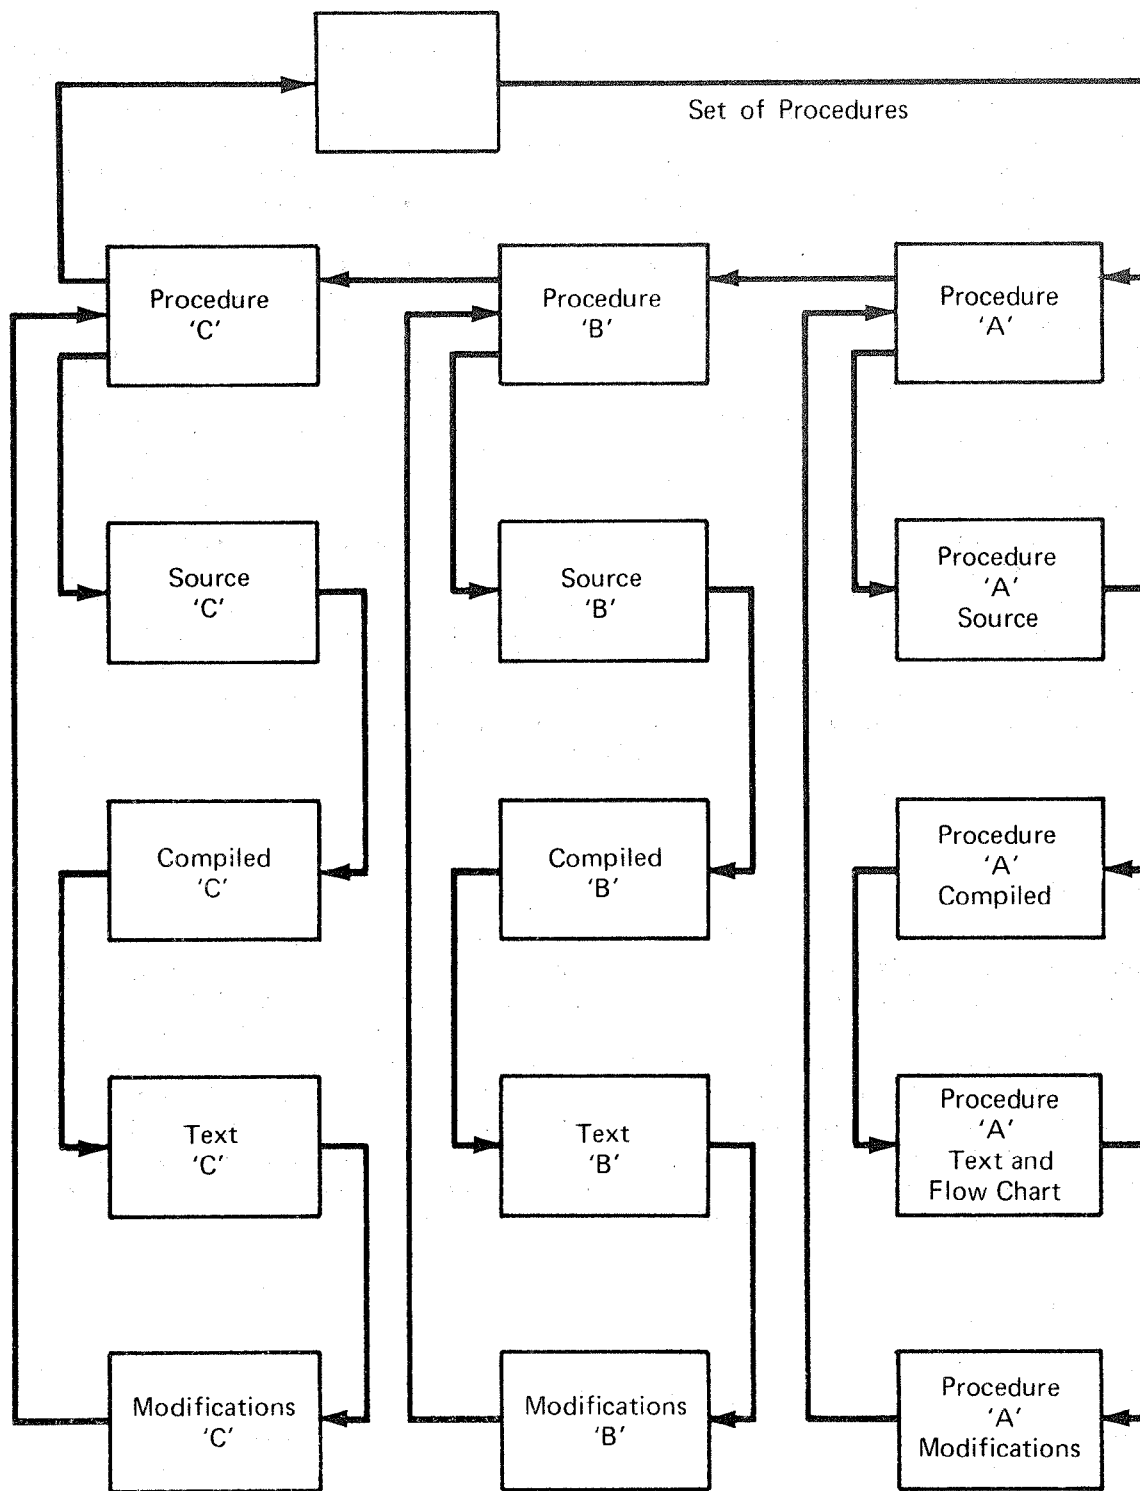 Set of Procedures
Procedure
‘C’
Procedure
‘B’
Procedure
‘A’
Source
‘C’
Source
‘B’
Procedure
‘A’
Source
Compiled
‘C’
Compiled
‘B’
Procedure
‘A’
Compiled
Text
‘C’
Text
‘B’
Procedure
‘A’
Text and
Flow Chart
Modifications
‘C’
Modifications
‘B’
Procedure
‘A’
Modifications